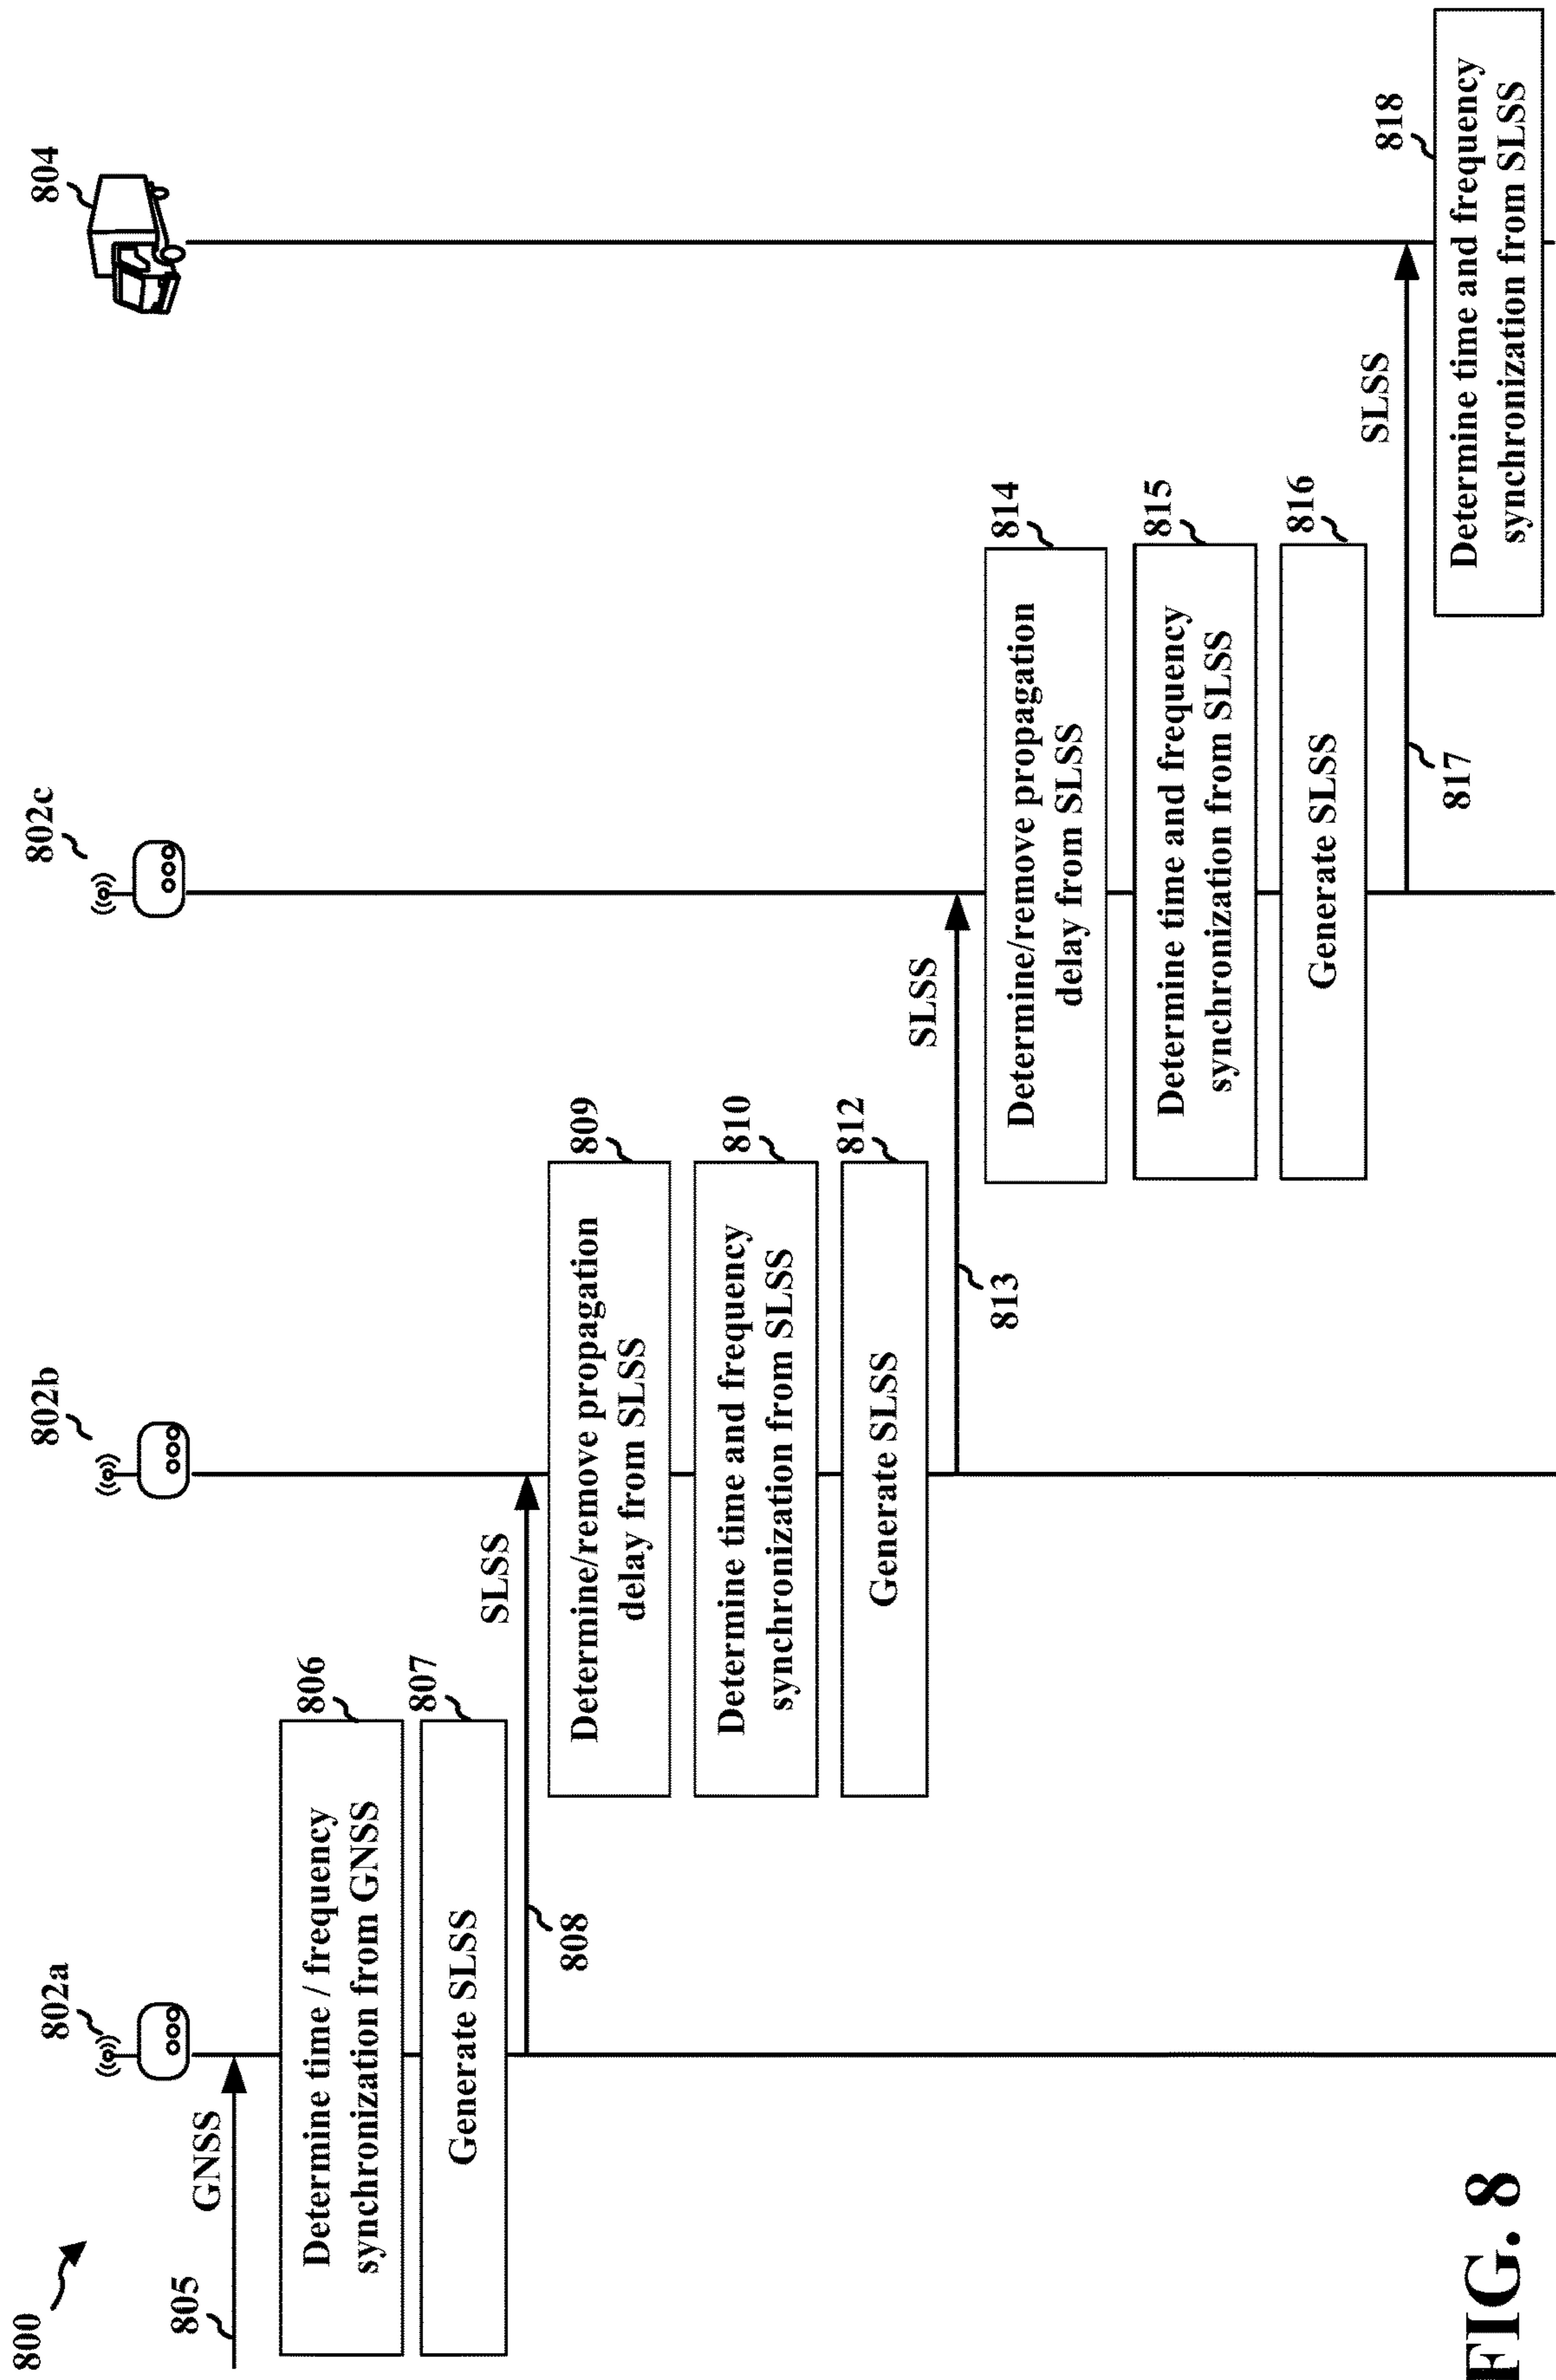 800
802a
802b
802c
804
805
GNSS
806
Determine time / frequency
synchronization from GNSS
807
Generate SLSS
SLSS
808
809
Determine/remove propagation
delay from SLSS
810
Determine time and frequency
synchronization from SLSS
812
Generate SLSS
SLSS
813
814
Determine/remove propagation
delay from SLSS
815
Determine time and frequency
synchronization from SLSS
816
Generate SLSS
SLSS
817
818
Determine time and frequency
synchronization from SLSS
FIG. 8